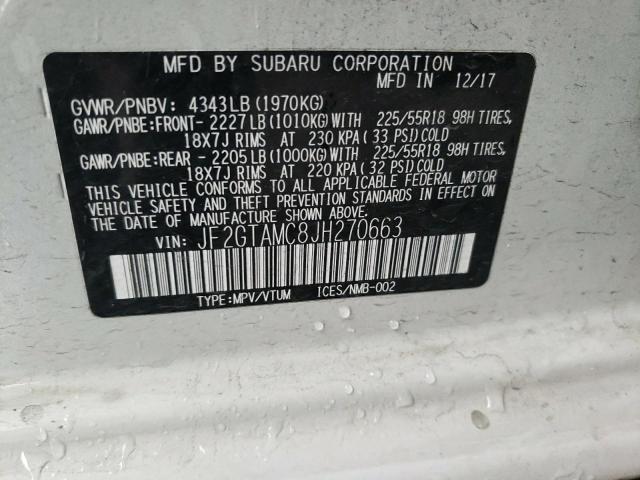 MFD BY SUBARU CORPORATION
MFD IN 12/17
GVWR/PNBV: 4343LB(1970KG)
GAWR/PNBE:FRONT- 2227LB(1010KG)WITH 225/55R18 98H TIRES,
18X7J RIMS AT 230 KPA(33 PSI)COLD
GAWR/PNBE:REAR - 2205LB(1000KG)WITH 225/55R18 98H TIRES,
18X7J RIMS AT 220 KPA(32 PSI)COLD
THIS VEHICLE CONFORMS TO ALL APPLICABLE FEDERAL MOTOR
VEHICLE SAFETY AND THEFT PREVENTION STANDARDS IN EFFECT ON
THE DATE OF MANUFACTURE SHOWN ABOVE.
VIN: JF2GTAMC8JH270663
TYPE:MPV/VTUM ICES/NMB-002